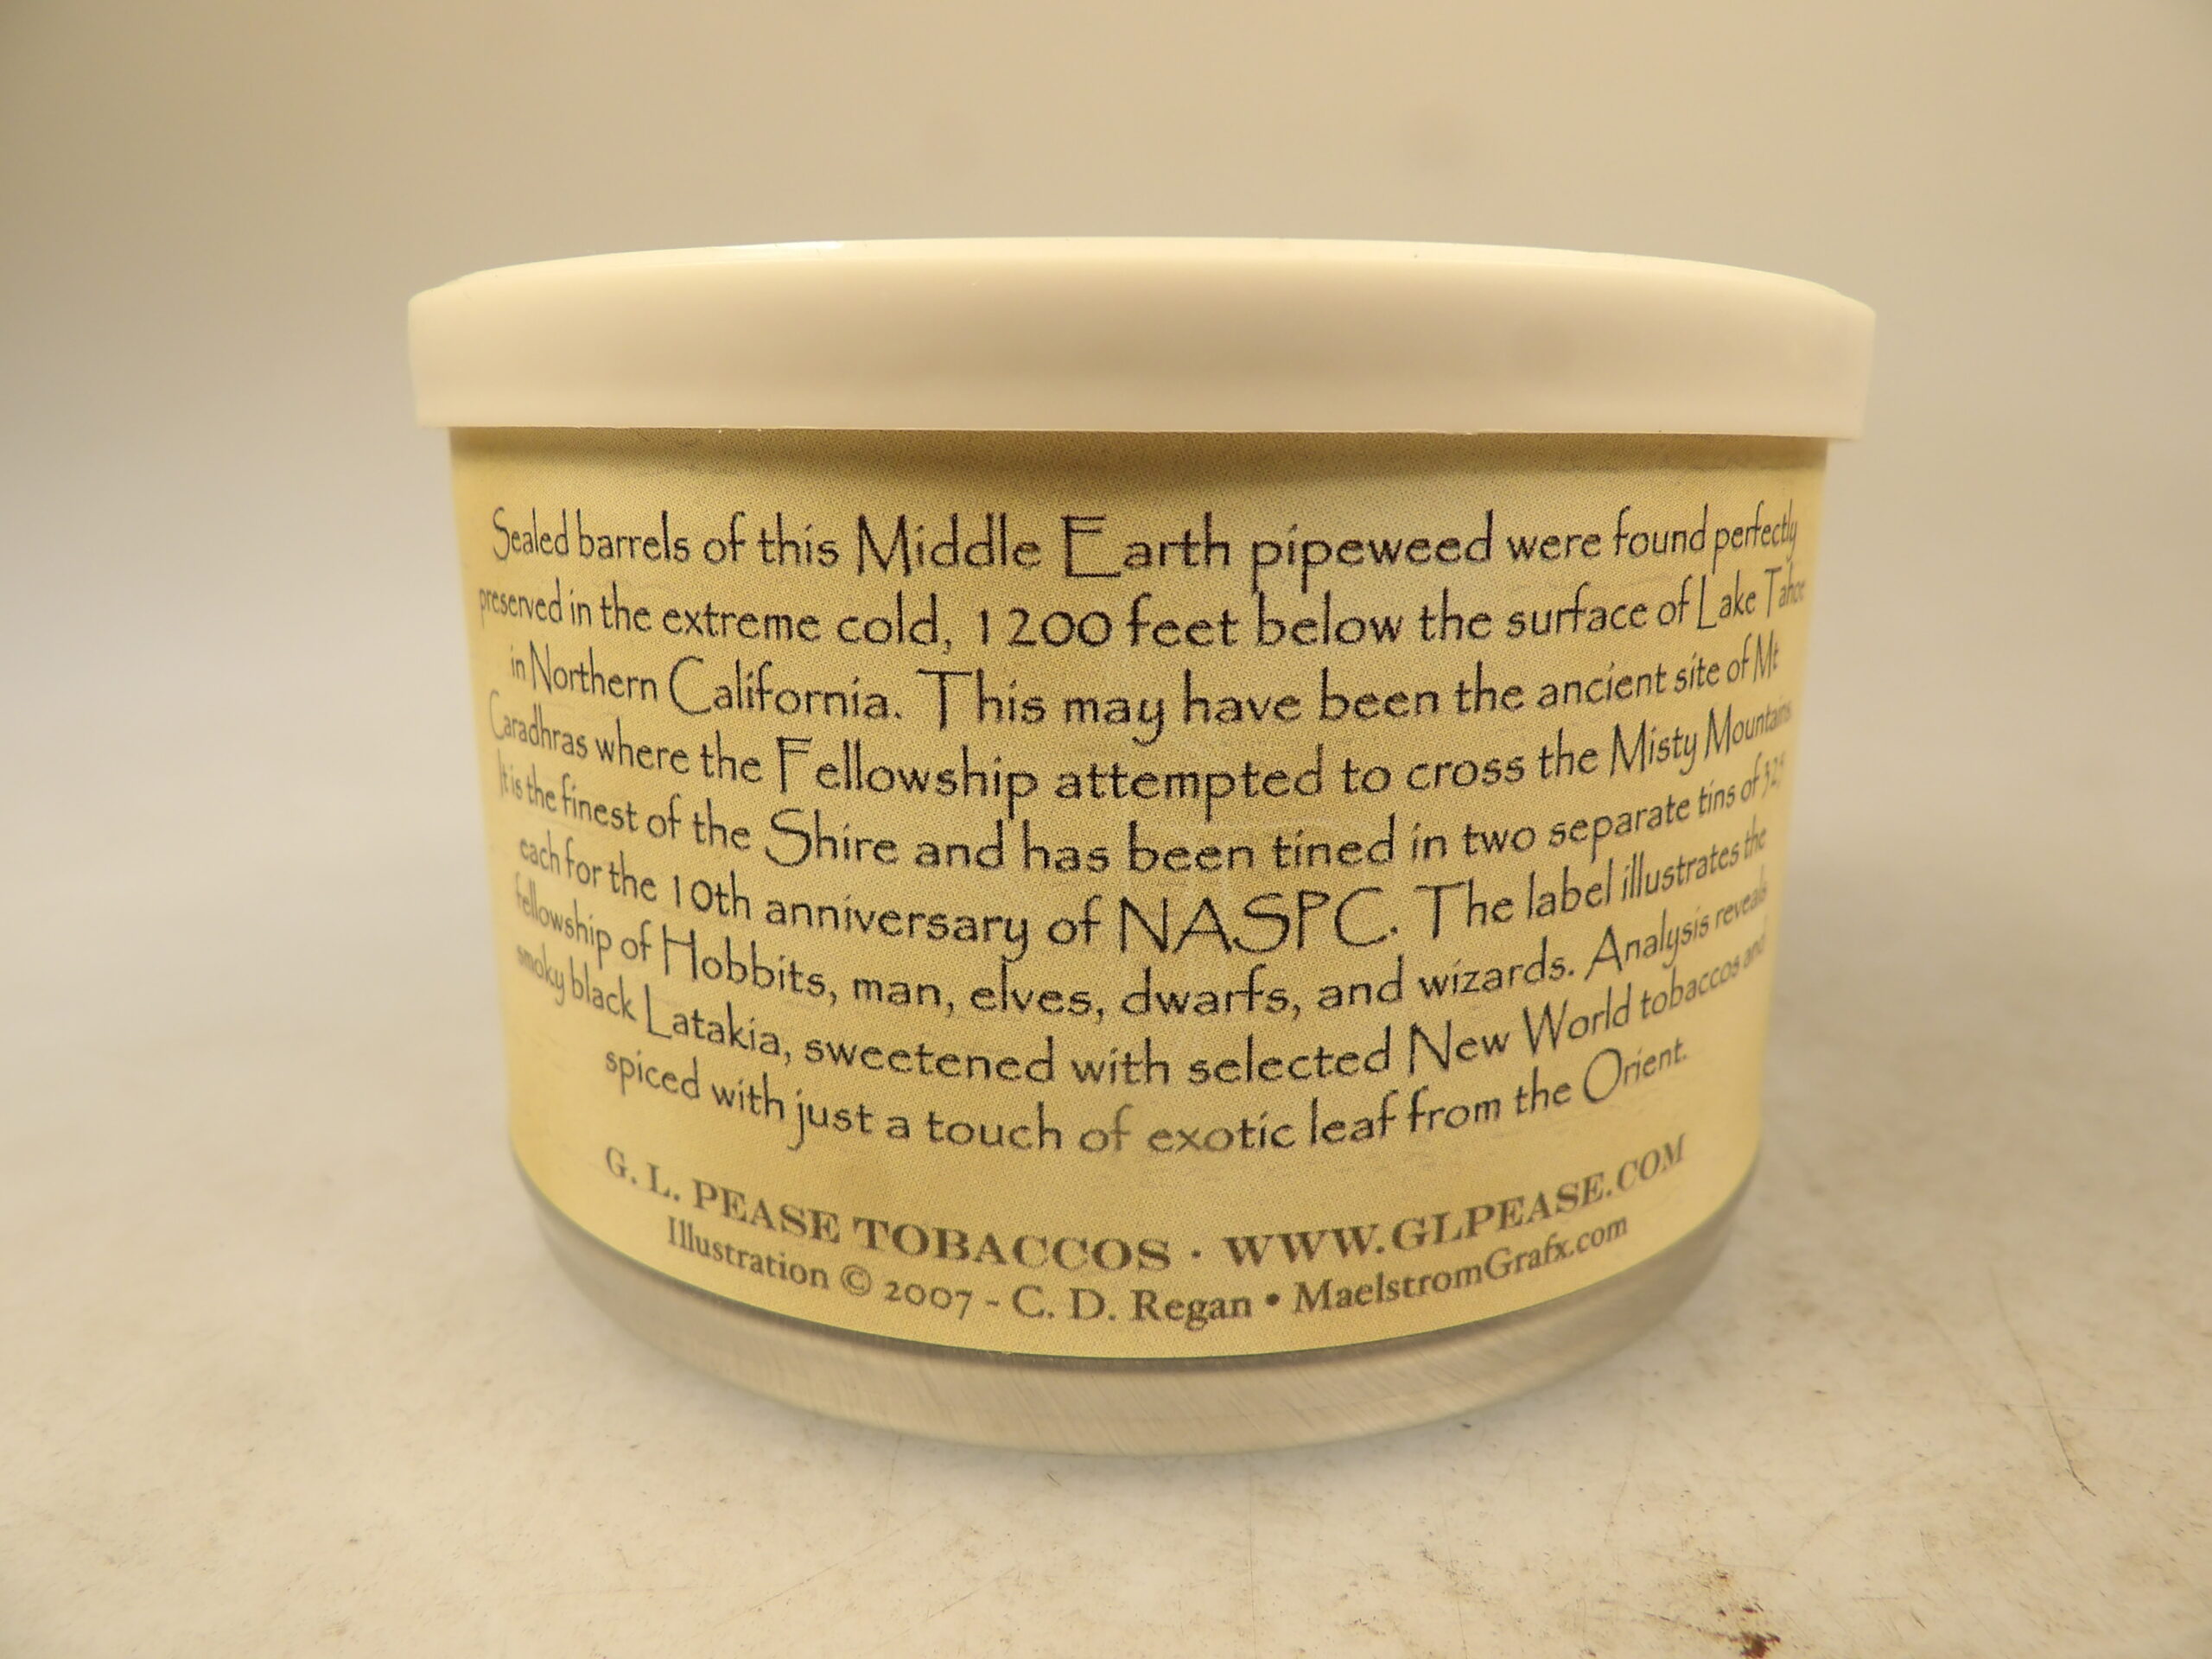 Sealed barrels of this Middle Earth pipeweed were found perfectly
preserved in the extreme cold, 1200 feet below the surface of Lake Tahoe
in Northern California. This may have been the ancient site of Mt
Caradhras where the Fellowship attempted to cross the Misty Mountains
It is the finest of the Shire and has been tined in two separate tins of 325
each for the 10th anniversary of NASPC. The label illustrates the
fellowship of Hobbits, man, elves, dwarfs, and wizards. Analysis reveals
smoky black Latakia, sweetened with selected New World tobaccos and
spiced with just a touch of exotic leaf from the Orient.
G. L. PEASE TOBACCOS · WWW.GLPEASE.COM
Illustration © 2007 - C. D. Regan • MaelstromGrafx.com